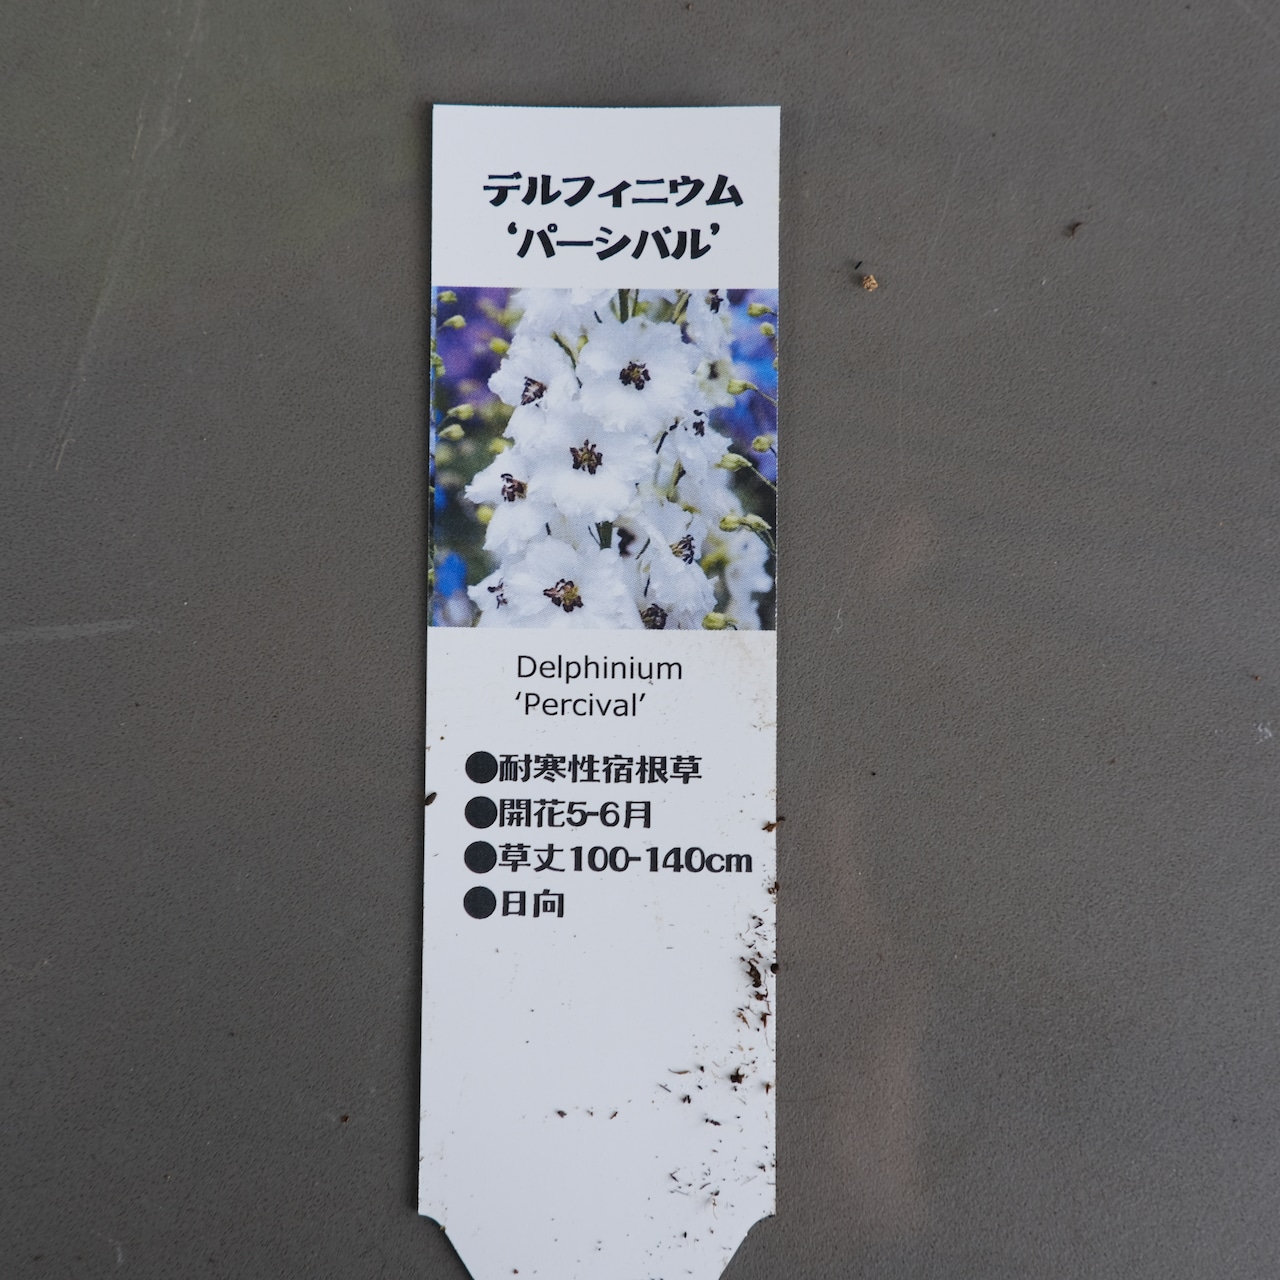 デルフィニウム
‘パーシバル’
Delphinium
‘Percival’
●耐寒性宿根草
●開花5-6月
●草丈100-140cm
●日向